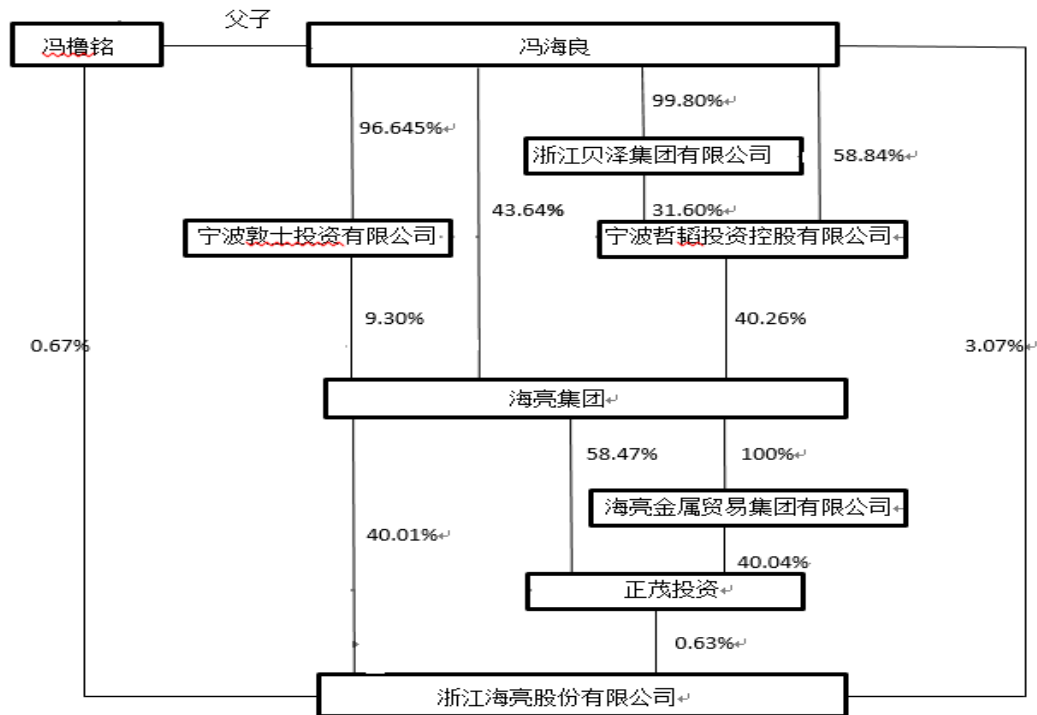 父子
冯橹铭
冯海良
99.80%
96.645%
浙江贝泽集团有限公司
58.84%
43.64%
31.60%
宁波敦士投资有限公司
宁波哲韬投资控股有限公司
9.30%
40.26%
0.67%
3.07%
海亮集团
58.47%
100%
海亮金属贸易集团有限公司
40.01%
40.04%
正茂投资
0.63%
浙江海亮股份有限公司